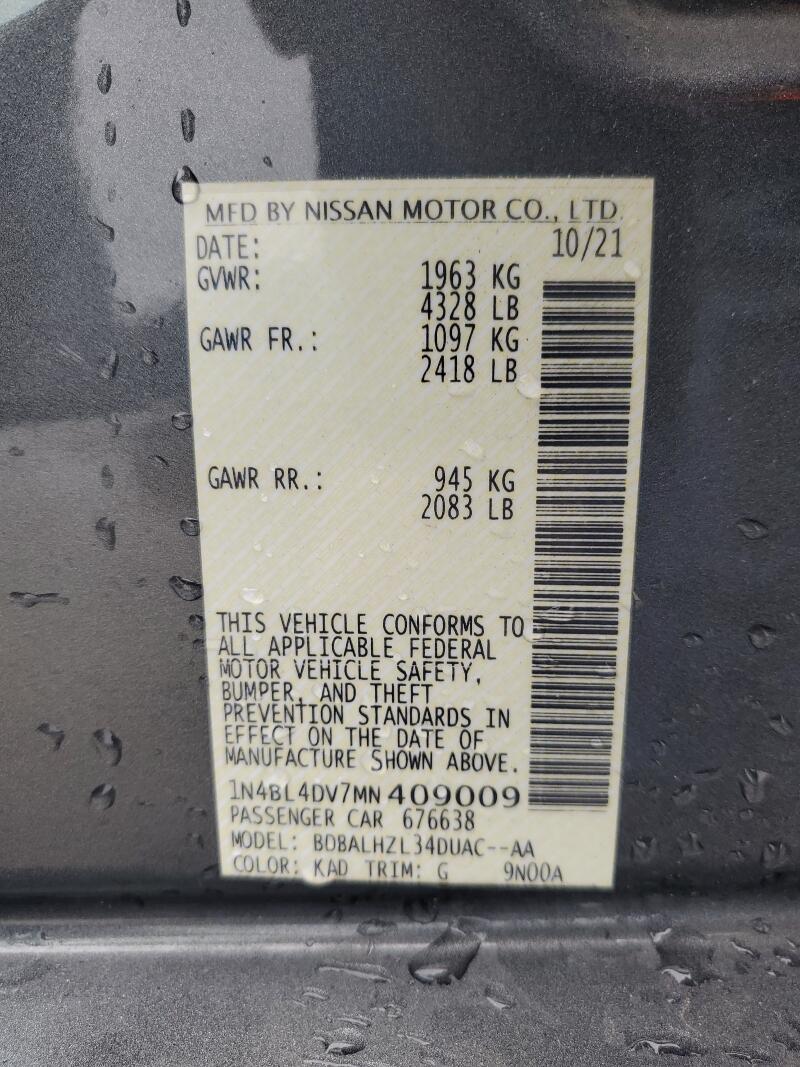 MFD BY NISSAN MOTOR CO., LTD.
DATE: 10/21
GVWR: 1963 KG
4328 LB
GAWR FR.: 1097 KG
2418 LB
GAWR RR.: 945 KG
2083 LB
THIS VEHICLE CONFORMS TO
ALL APPLICABLE FEDERAL
MOTOR VEHICLE SAFETY,
BUMPER, AND THEFT
PREVENTION STANDARDS IN
EFFECT ON THE DATE OF
MANUFACTURE SHOWN ABOVE.
1N4BL4DV7MN409009
PASSENGER CAR 676638
MODEL: BDBALHZL34DUAC--AA
COLOR: KAD TRIM: G 9N00A